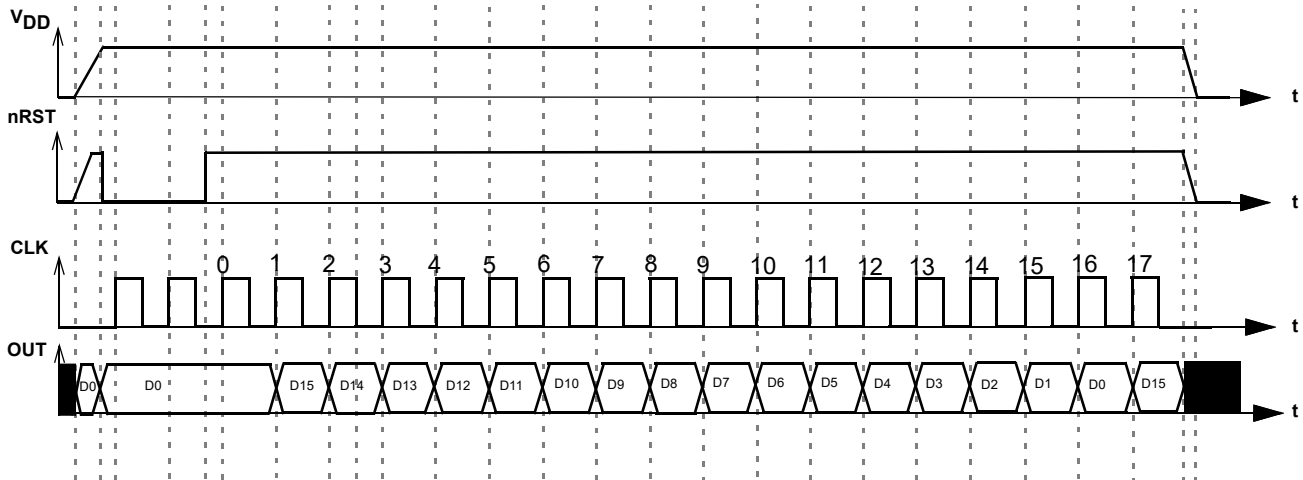 VDD
t
nRST
t
CLK
0 1 2 3 4 5 6 7 8 9 10 11 12 13 14 15 16 17
t
OUT
D0 D0 D15 D14 D13 D12 D11 D10 D9 D8 D7 D6 D5 D4 D3 D2 D1 D0 D15
t